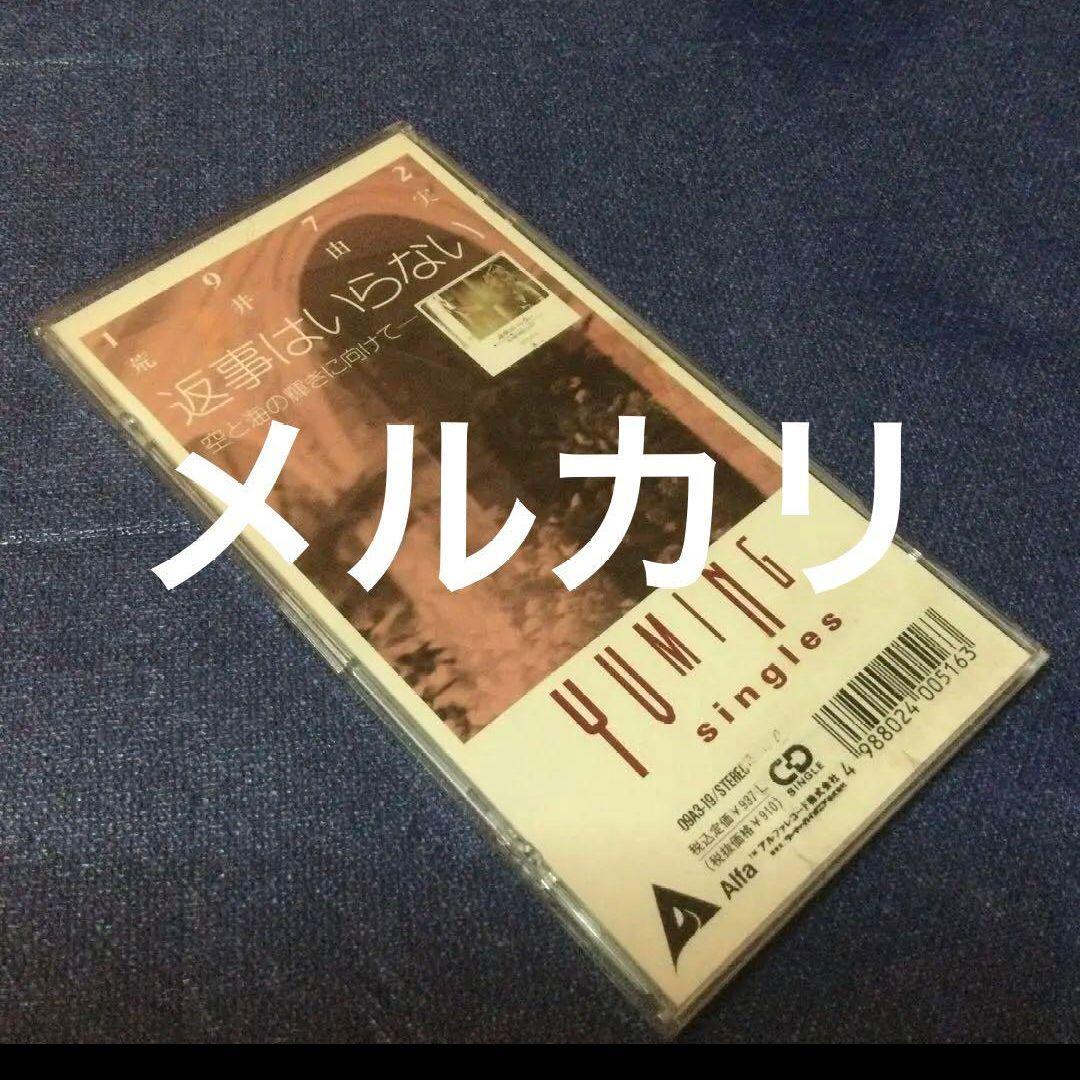 1 9 7 2
荒 井 由 実
返事はいらない
空と海の輝きに向けて
メルカリ
YUMING
singles
09A3-19/STEREO
税込定価¥937
(税抜価格¥910)
CD
SINGLE
4 988024 005163
Alfa™ アルファレコード株式会社